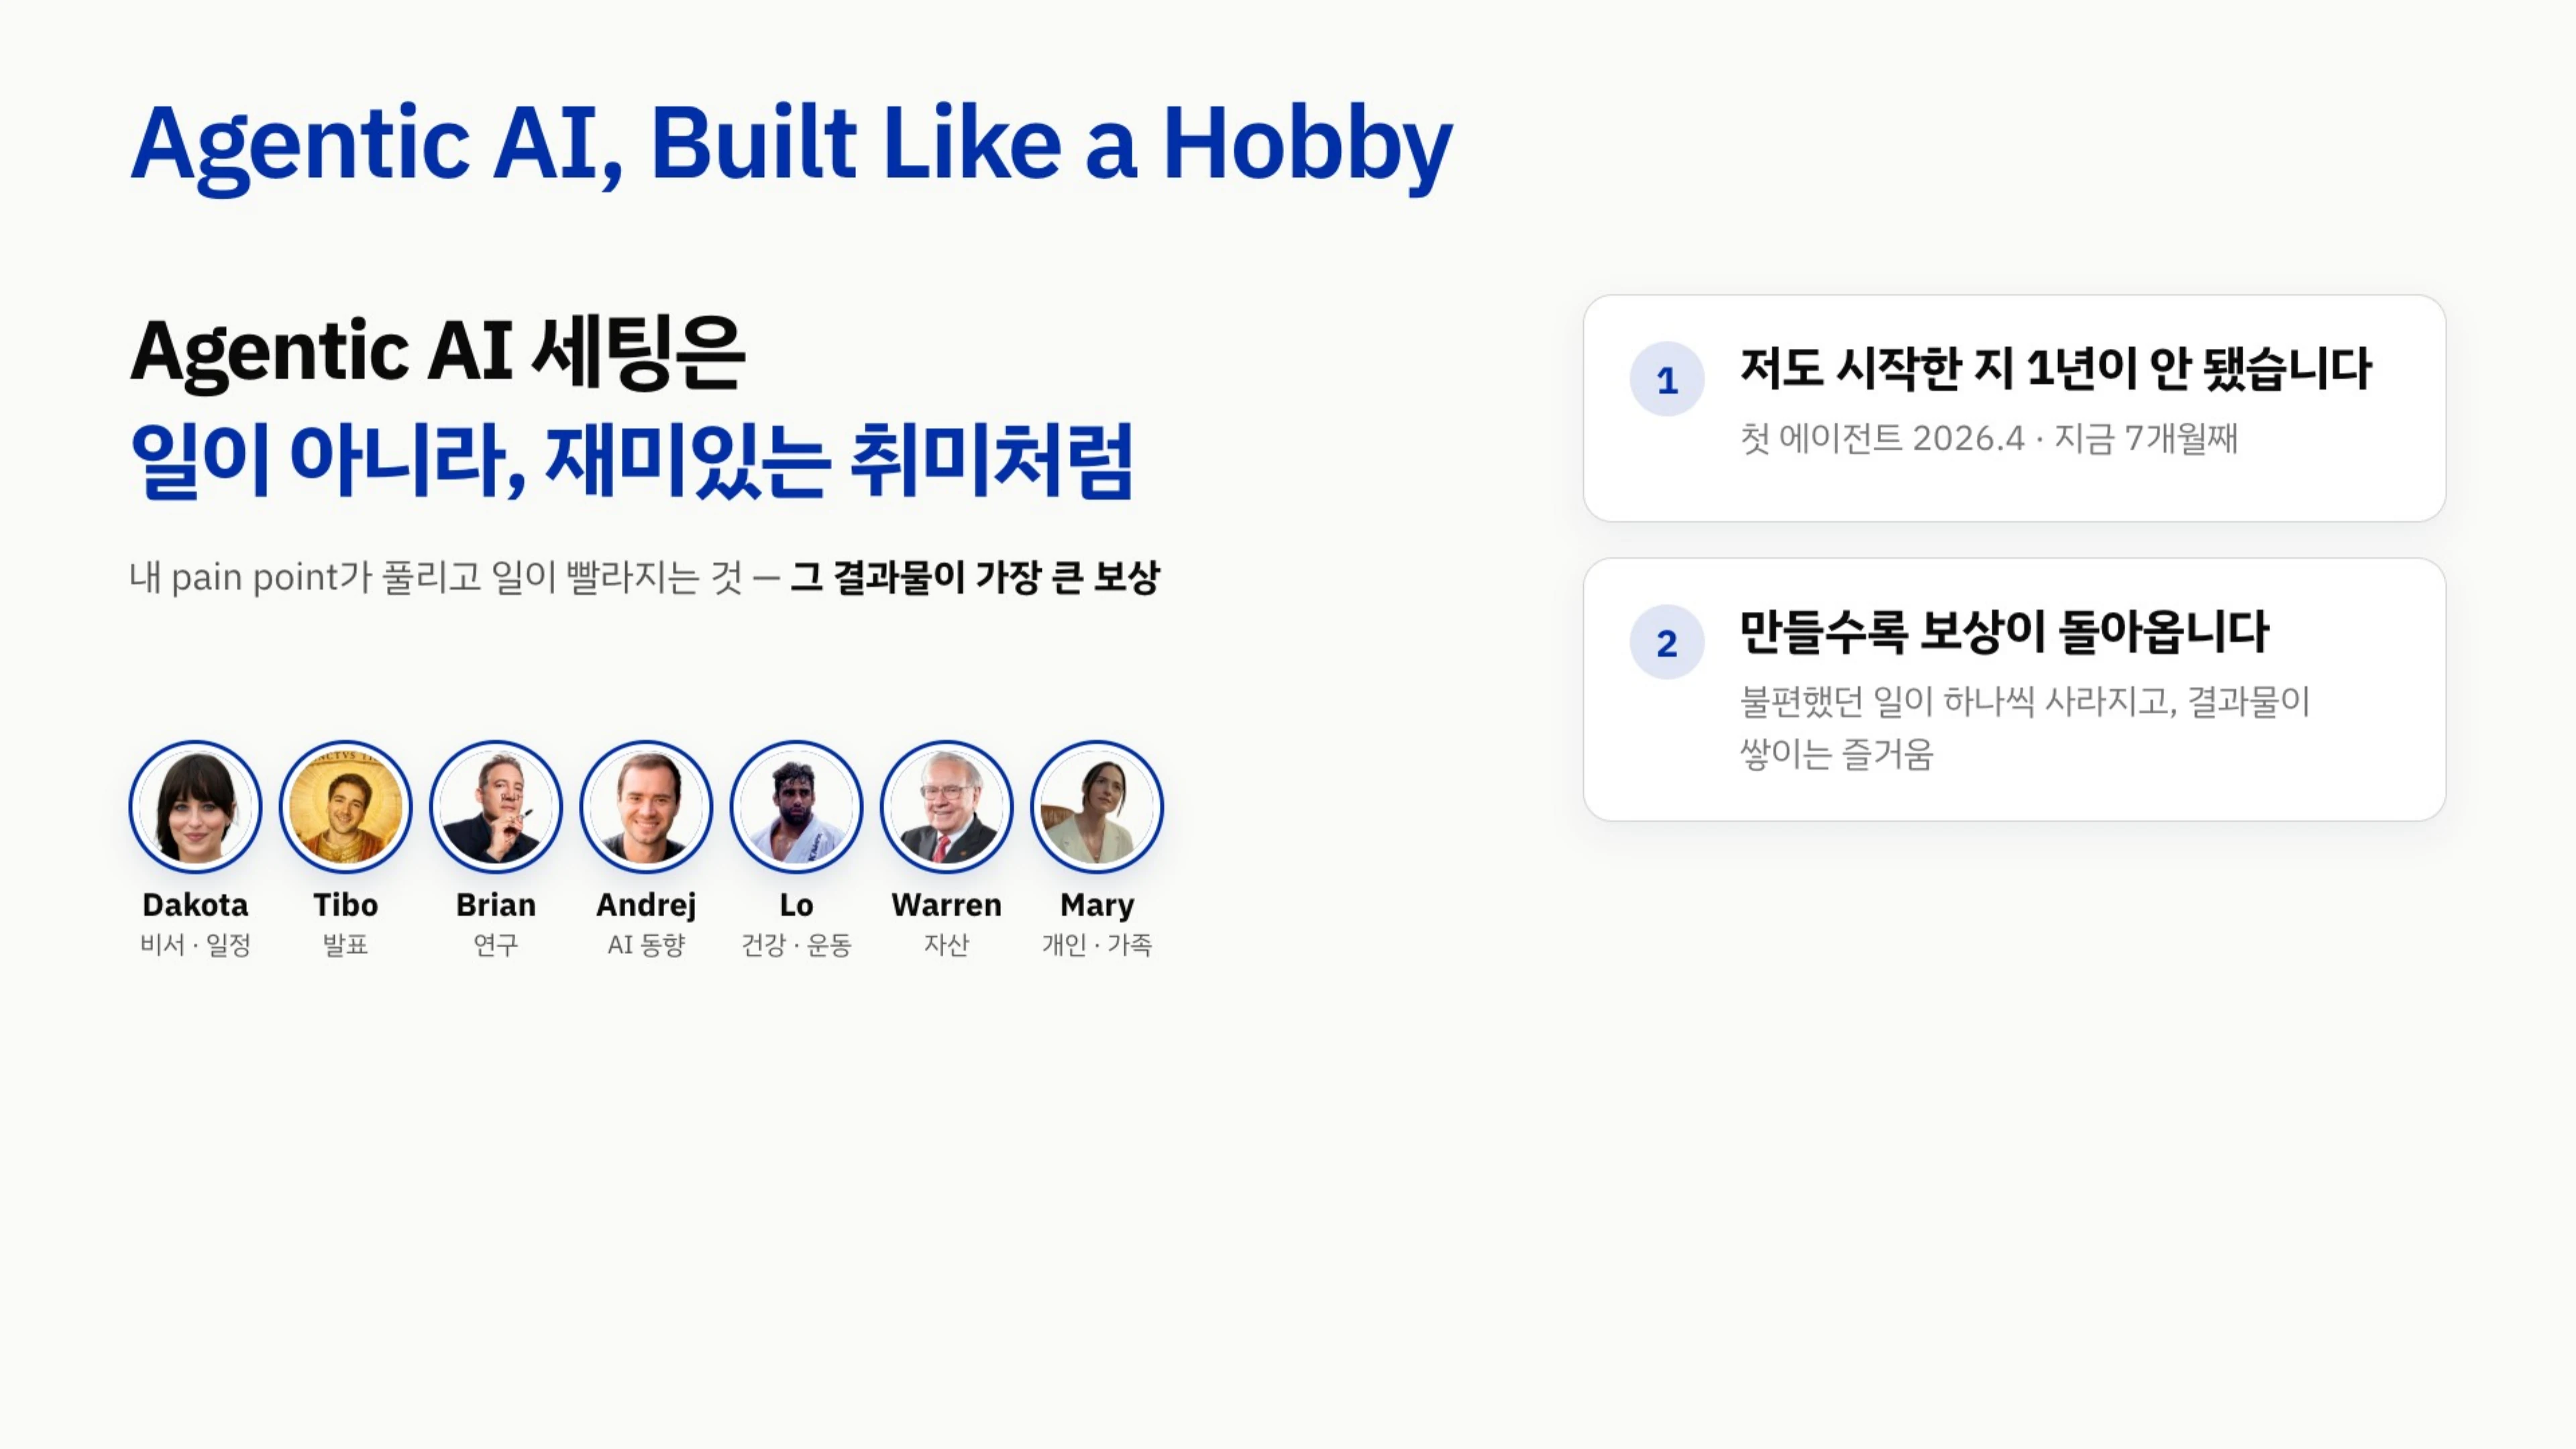 Agentic AI, Built Like a Hobby
Agentic AI 세팅은
일이 아니라, 재미있는 취미처럼
내 pain point가 풀리고 일이 빨라지는 것 — 그 결과물이 가장 큰 보상
Dakota
비서 · 일정
Tibo
발표
Brian
연구
Andrej
AI 동향
Lo
건강 · 운동
Warren
자산
Mary
개인 · 가족
1
저도 시작한 지 1년이 안 됐습니다
첫 에이전트 2026.4 · 지금 7개월째
2
만들수록 보상이 돌아옵니다
불편했던 일이 하나씩 사라지고, 결과물이
쌓이는 즐거움